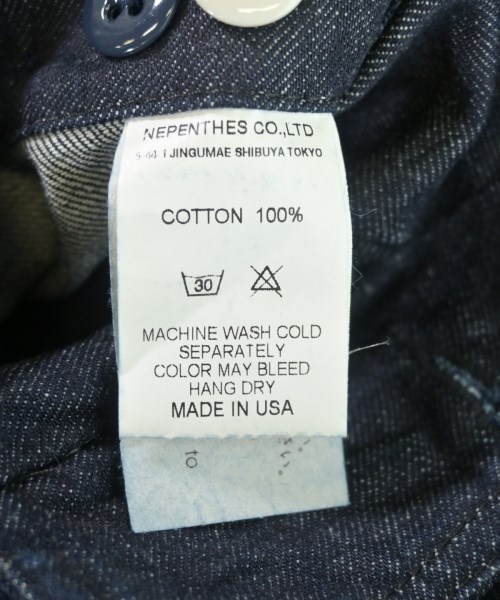 NEPENTHES CO.,LTD
JINGUMAE SHIBUYA TOKYO
COTTON 100%
30
MACHINE WASH COLD
SEPARATELY
COLOR MAY BLEED
HANG DRY
MADE IN USA
to